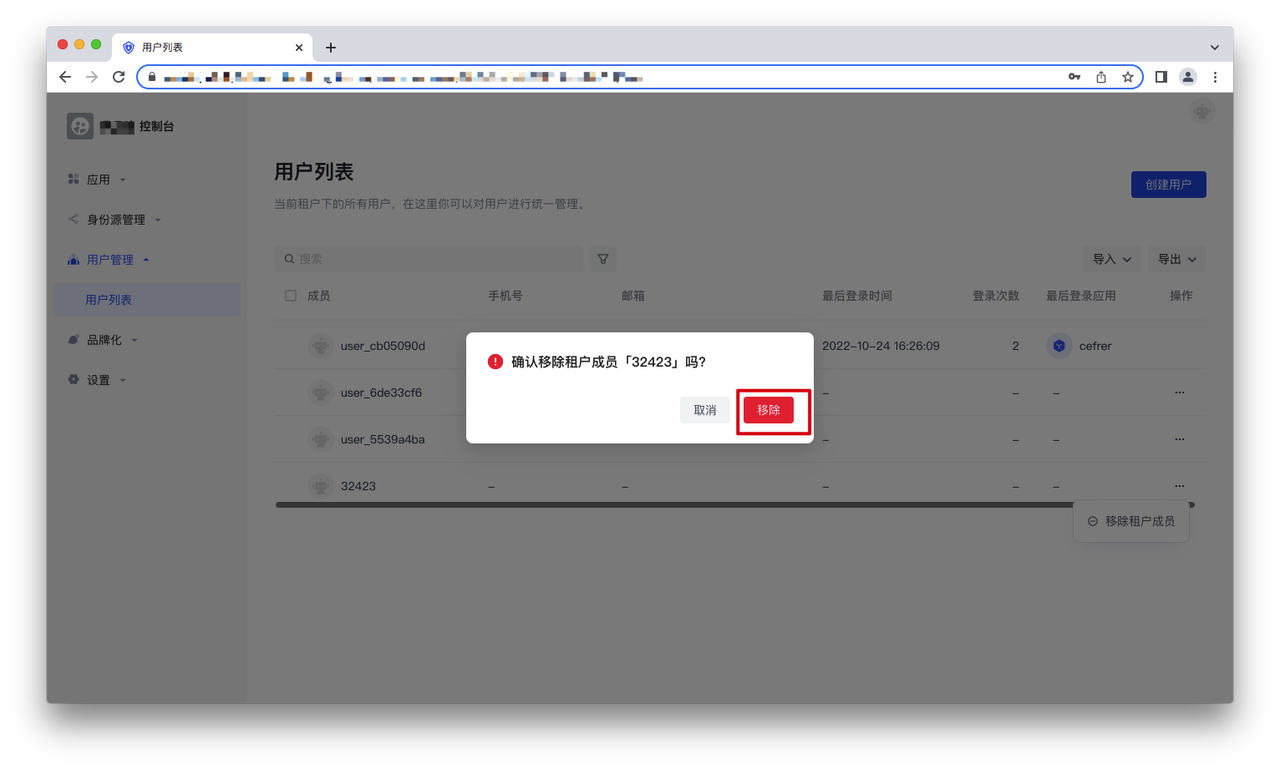 用户列表
控制台
应用
身份源管理
用户管理
用户列表
品牌化
设置
用户列表
创建用户
当前租户下的所有用户，在这里你可以对用户进行统一管理。
搜索 导入 导出
成员 手机号 邮箱 最后登录时间 登录次数 最后登录应用 操作
user_cb05090d 2022-10-24 16:26:09 2 cefrer
user_6de33cf6 – – – ···
user_5539a4ba – – – ···
32423 – – – – – ···
移除租户成员
确认移除租户成员「32423」吗?
取消 移除